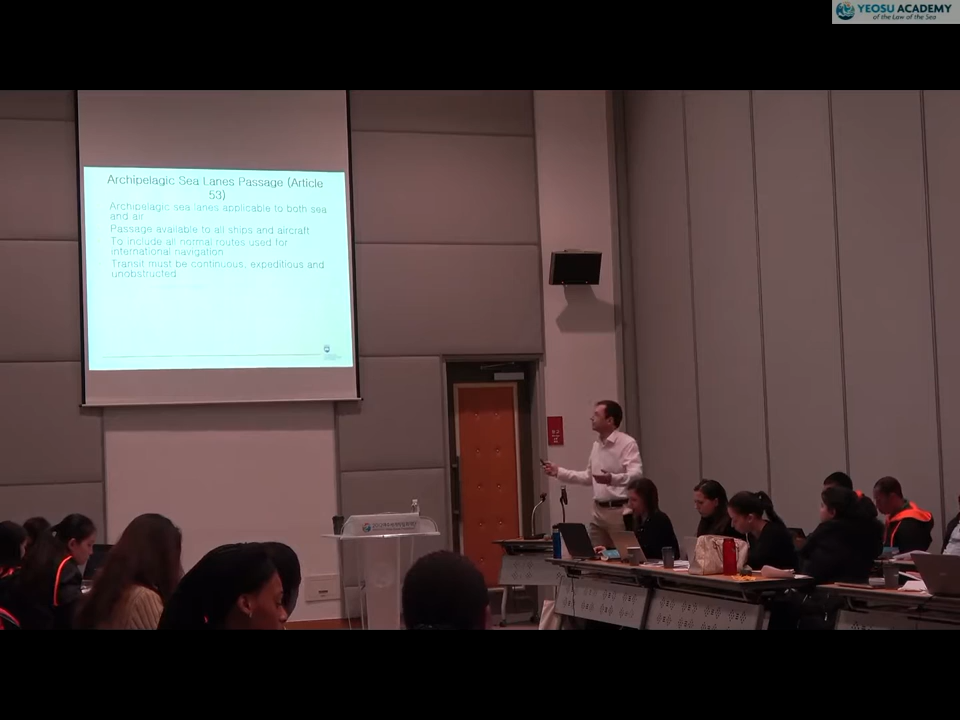 YEOSU ACADEMY
of the Law of the Sea
Archipelagic Sea Lanes Passage (Article
53)
Archipelagic sea lanes applicable to both sea
and air
Passage available to all ships and aircraft
To include all normal routes used for
international navigation
Transit must be continuous, expeditious and
unobstructed